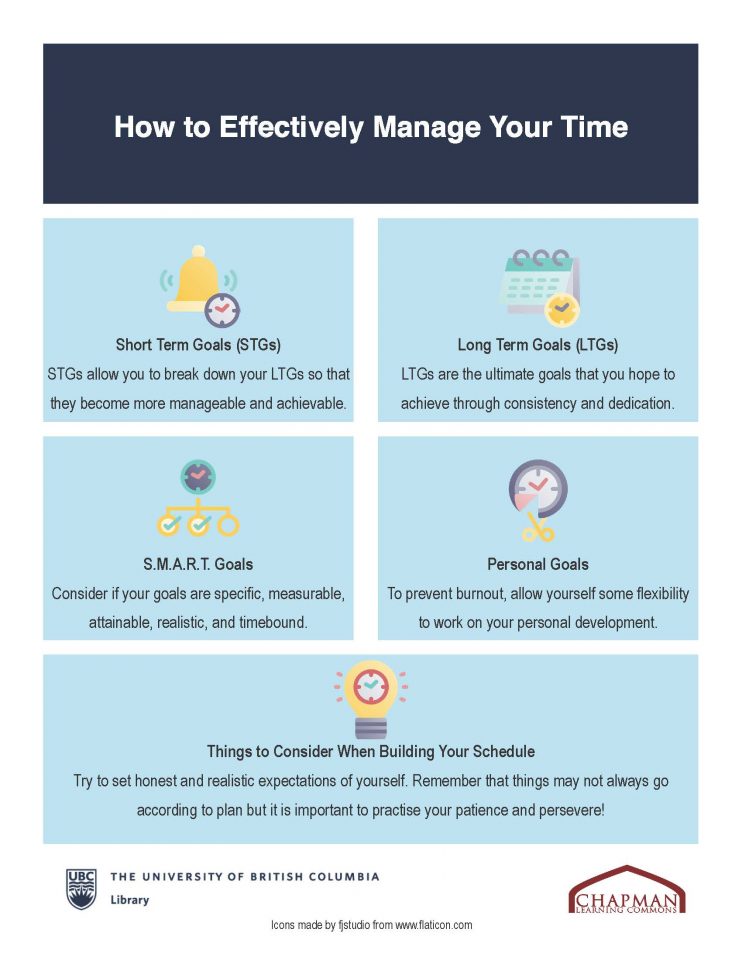 How to Effectively Manage Your Time
Short Term Goals (STGs)
STGs allow you to break down your LTGs so that
they become more manageable and achievable.
Long Term Goals (LTGs)
LTGs are the ultimate goals that you hope to
achieve through consistency and dedication.
S.M.A.R.T. Goals
Consider if your goals are specific, measurable,
attainable, realistic, and timebound.
Personal Goals
To prevent burnout, allow yourself some flexibility
to work on your personal development.
Things to Consider When Building Your Schedule
Try to set honest and realistic expectations of yourself. Remember that things may not always go
according to plan but it is important to practise your patience and persevere!
UBC
THE UNIVERSITY OF BRITISH COLUMBIA
Library
CHAPMAN
LEARNING COMMONS
Icons made by fjstudio from www.flaticon.com